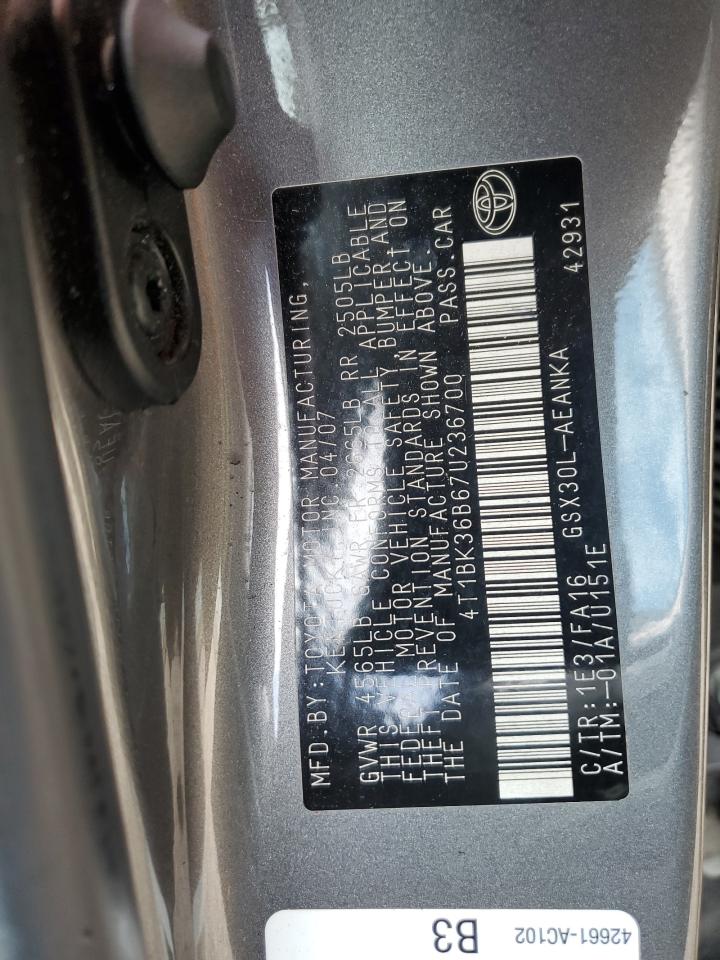 MFD.BY:TOYOTA MOTOR MANUFACTURING,
KENTUCKY, INC 04/07
GVWR 4565LB GAWR FR 2665LB RR 2505LB
THIS VEHICLE CONFORMS TO ALL APPLICABLE
FEDERAL MOTOR VEHICLE SAFETY, BUMPER, AND
THEFT PREVENTION STANDARDS IN EFFECT ON
THE DATE OF MANUFACTURE SHOWN ABOVE.
4T1BK36B67U236700 PASS.CAR
C/TR:1E3/FA16 GSX30L-AEANKA
A/TM:-01A/U151E 42931
42661-AC102
B3